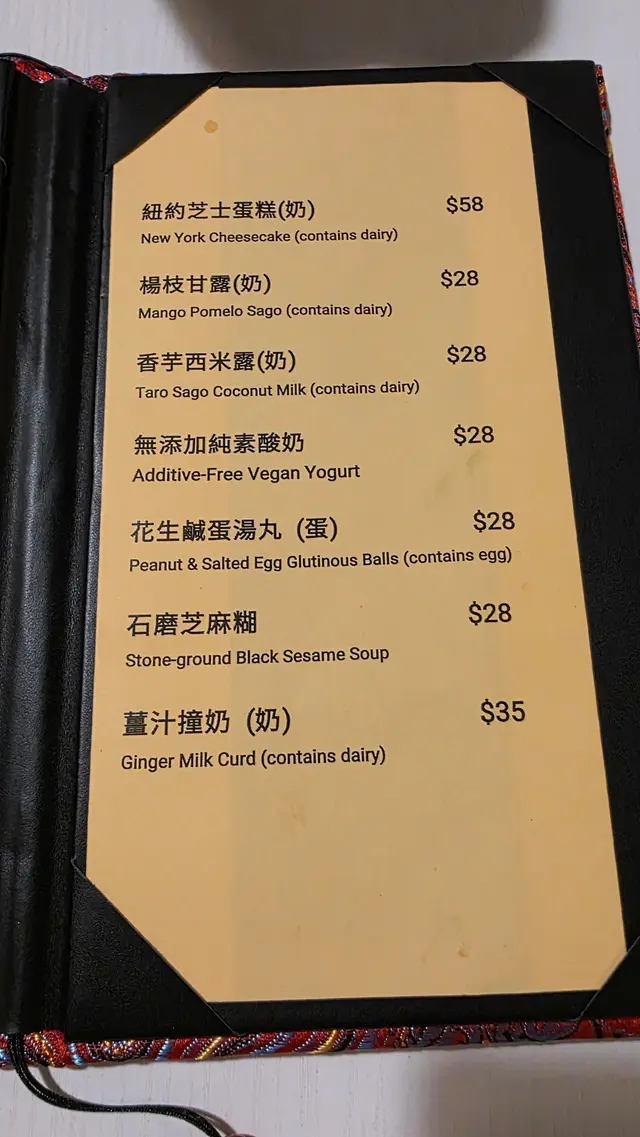 紐約芝士蛋糕(奶) $58
New York Cheesecake (contains dairy)
楊枝甘露(奶) $28
Mango Pomelo Sago (contains dairy)
香芋西米露(奶) $28
Taro Sago Coconut Milk (contains dairy)
無添加純素酸奶 $28
Additive-Free Vegan Yogurt
花生鹹蛋湯丸 (蛋) $28
Peanut & Salted Egg Glutinous Balls (contains egg)
石磨芝麻糊 $28
Stone-ground Black Sesame Soup
薑汁撞奶 (奶) $35
Ginger Milk Curd (contains dairy)